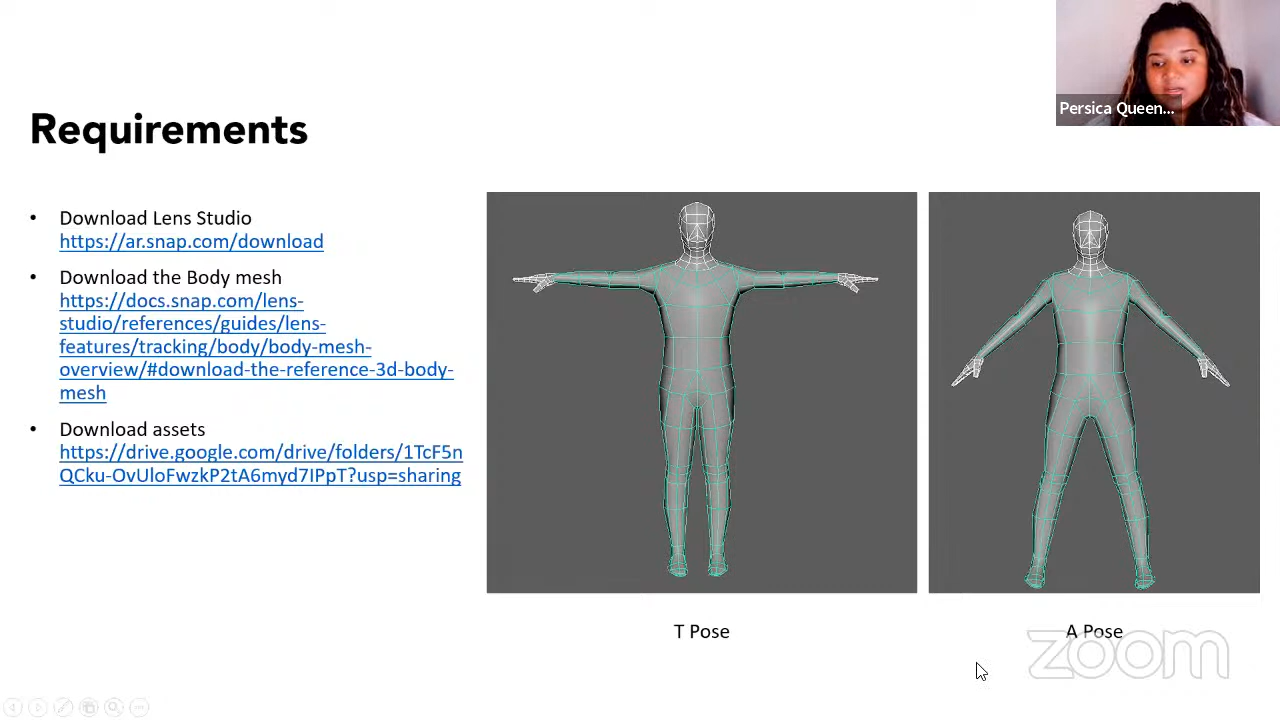 Persica Queen...
Requirements
• Download Lens Studio
https://ar.snap.com/download
• Download the Body mesh
https://docs.snap.com/lens-
studio/references/guides/lens-
features/tracking/body/body-mesh-
overview/#download-the-reference-3d-body-
mesh
• Download assets
https://drive.google.com/drive/folders/1TcF5n
QCku-OvUloFwzkP2tA6myd7IPpT?usp=sharing
T Pose
A Pose
zoom